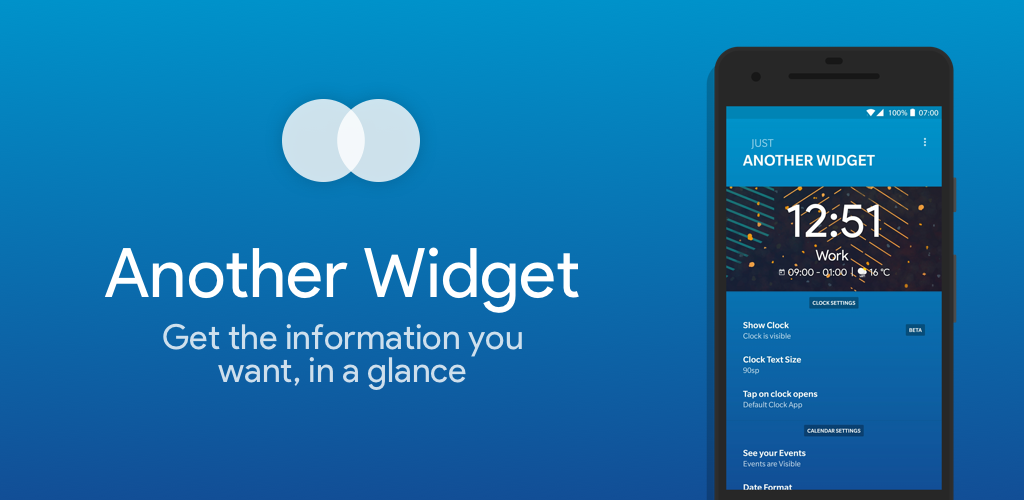 Another Widget
Get the information you
want, in a glance
100% 07:00
JUST
ANOTHER WIDGET
12:51
Work
09:00 - 01:00 | 16 °C
CLOCK SETTINGS
Show Clock
Clock is visible
BETA
Clock Text Size
90sp
Tap on clock opens
Default Clock App
CALENDAR SETTINGS
See your Events
Events are Visible
Date Format